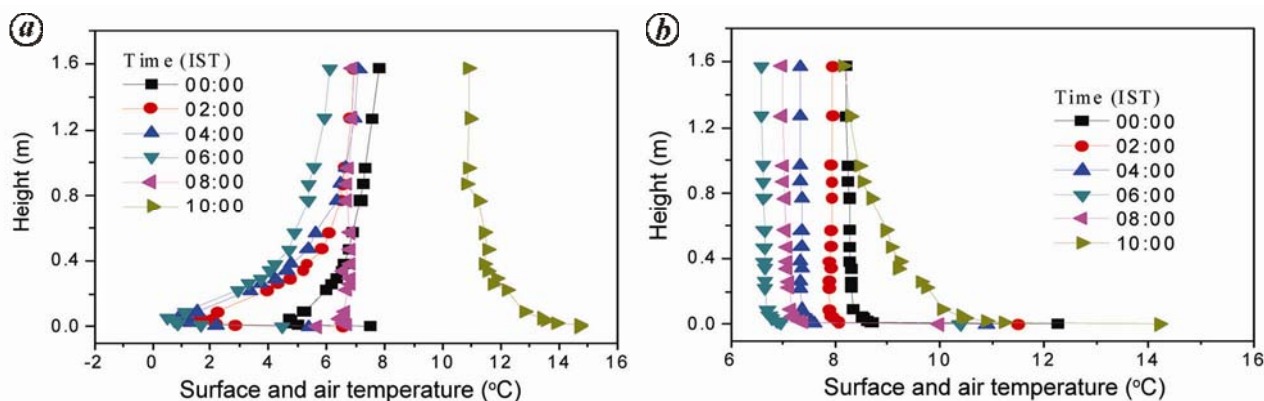 a
Time (IST)
00:00
02:00
04:00
06:00
08:00
10:00
Height (m)
1.6
1.2
0.8
0.4
0.0
-2 0 2 4 6 8 10 12 14 16
Surface and air temperature (°C)
b
Time (IST)
00:00
02:00
04:00
06:00
08:00
10:00
Height (m)
1.6
1.2
0.8
0.4
0.0
6 8 10 12 14 16
Surface and air temperature (°C)